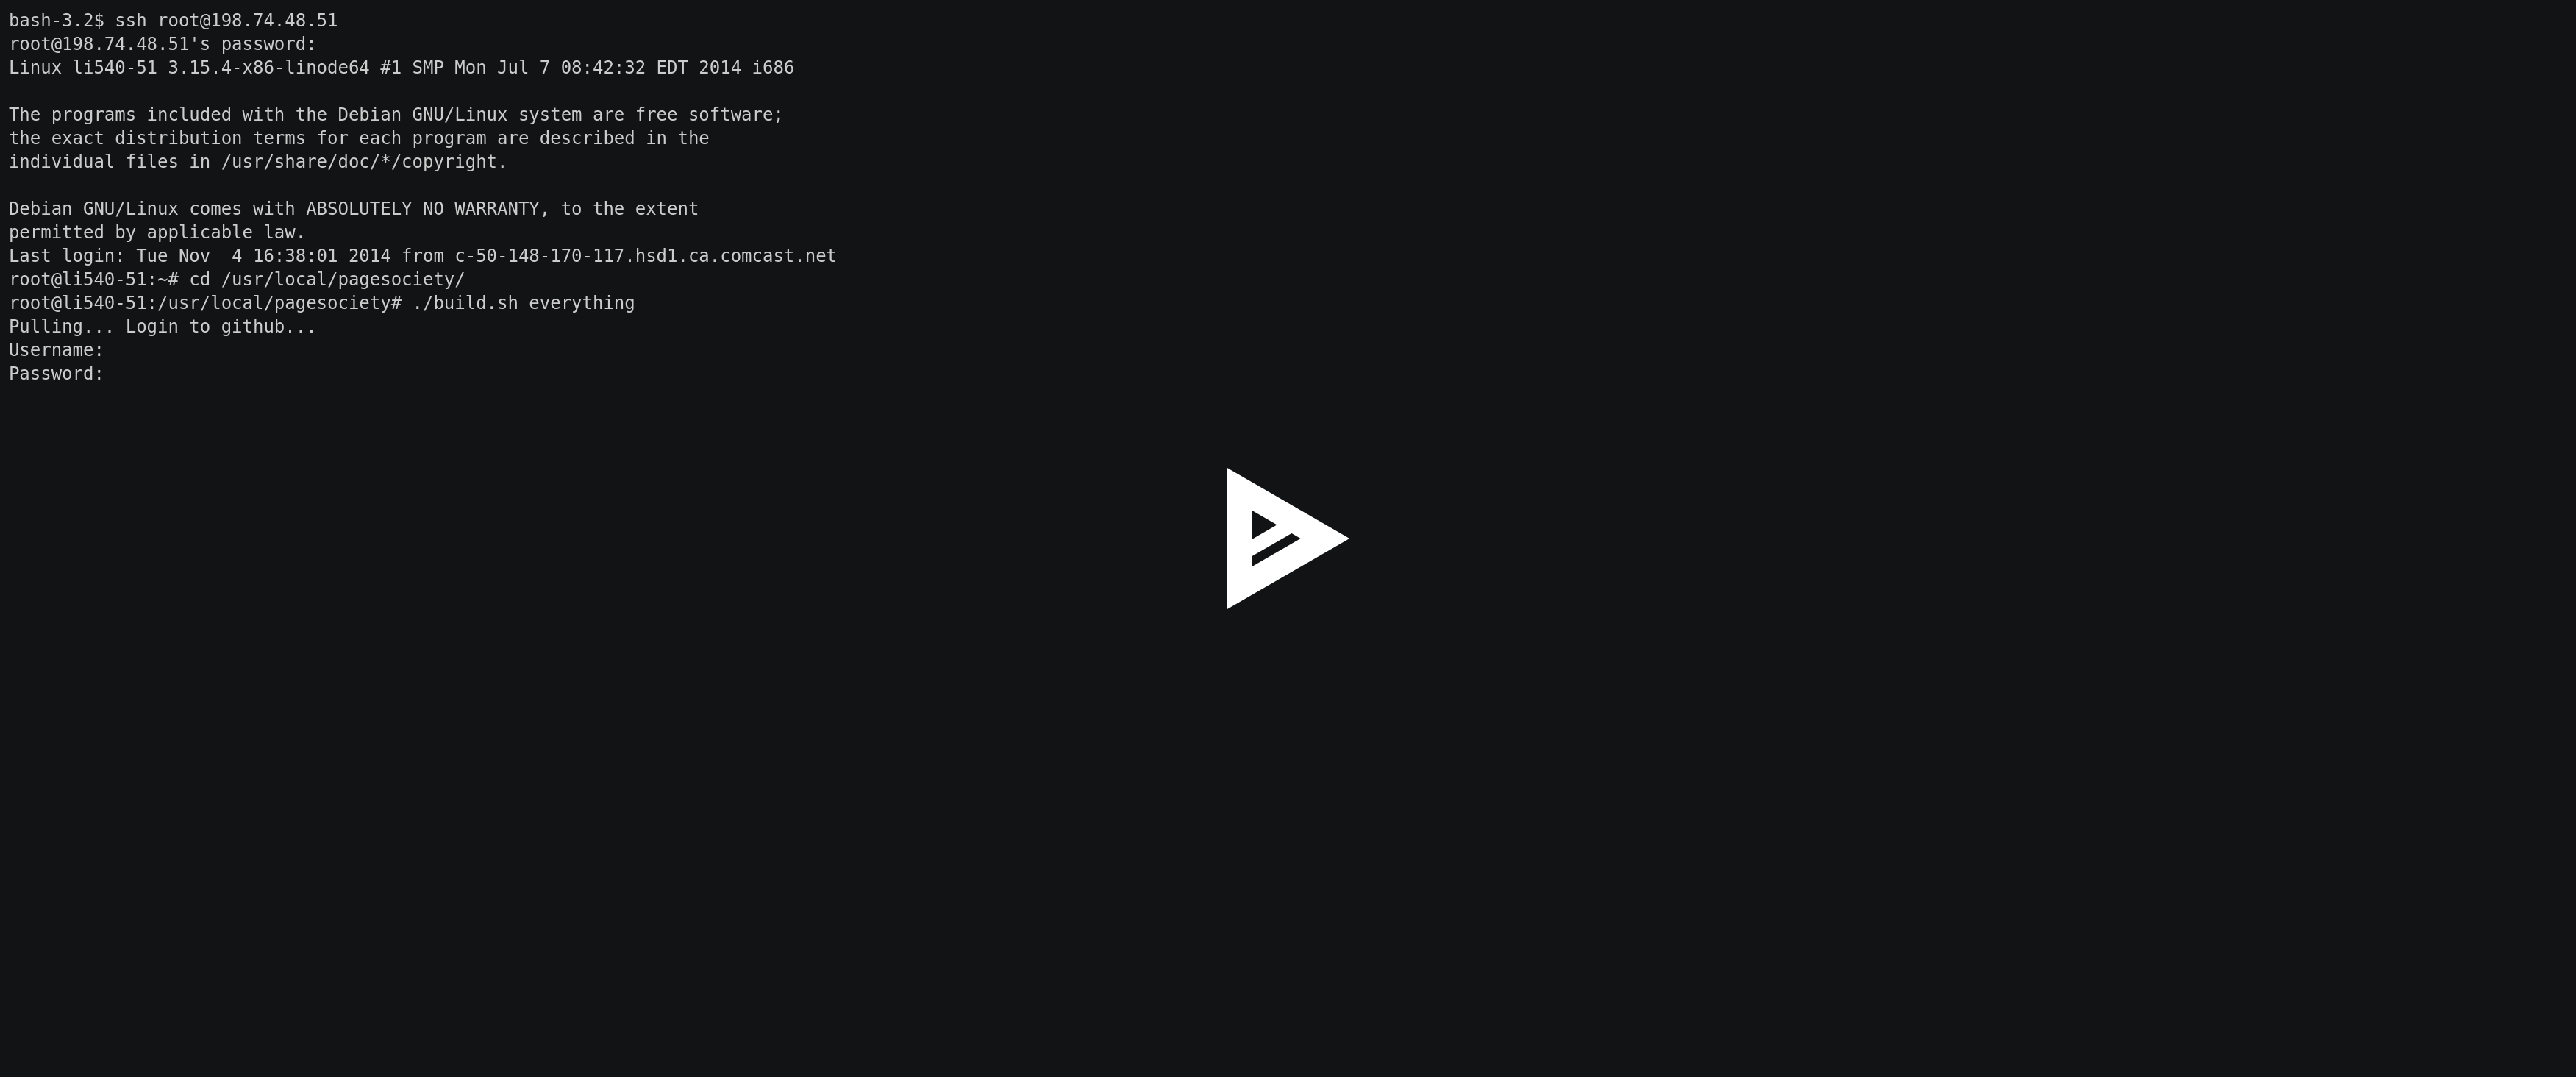 bash-3.2$ ssh root@198.74.48.51
root@198.74.48.51's password:
Linux li540-51 3.15.4-x86-linode64 #1 SMP Mon Jul 7 08:42:32 EDT 2014 i686
The programs included with the Debian GNU/Linux system are free software;
the exact distribution terms for each program are described in the
individual files in /usr/share/doc/*/copyright.
Debian GNU/Linux comes with ABSOLUTELY NO WARRANTY, to the extent
permitted by applicable law.
Last login: Tue Nov  4 16:38:01 2014 from c-50-148-170-117.hsd1.ca.comcast.net
root@li540-51:~# cd /usr/local/pagesociety/
root@li540-51:/usr/local/pagesociety# ./build.sh everything
Pulling... Login to github...
Username:
Password: